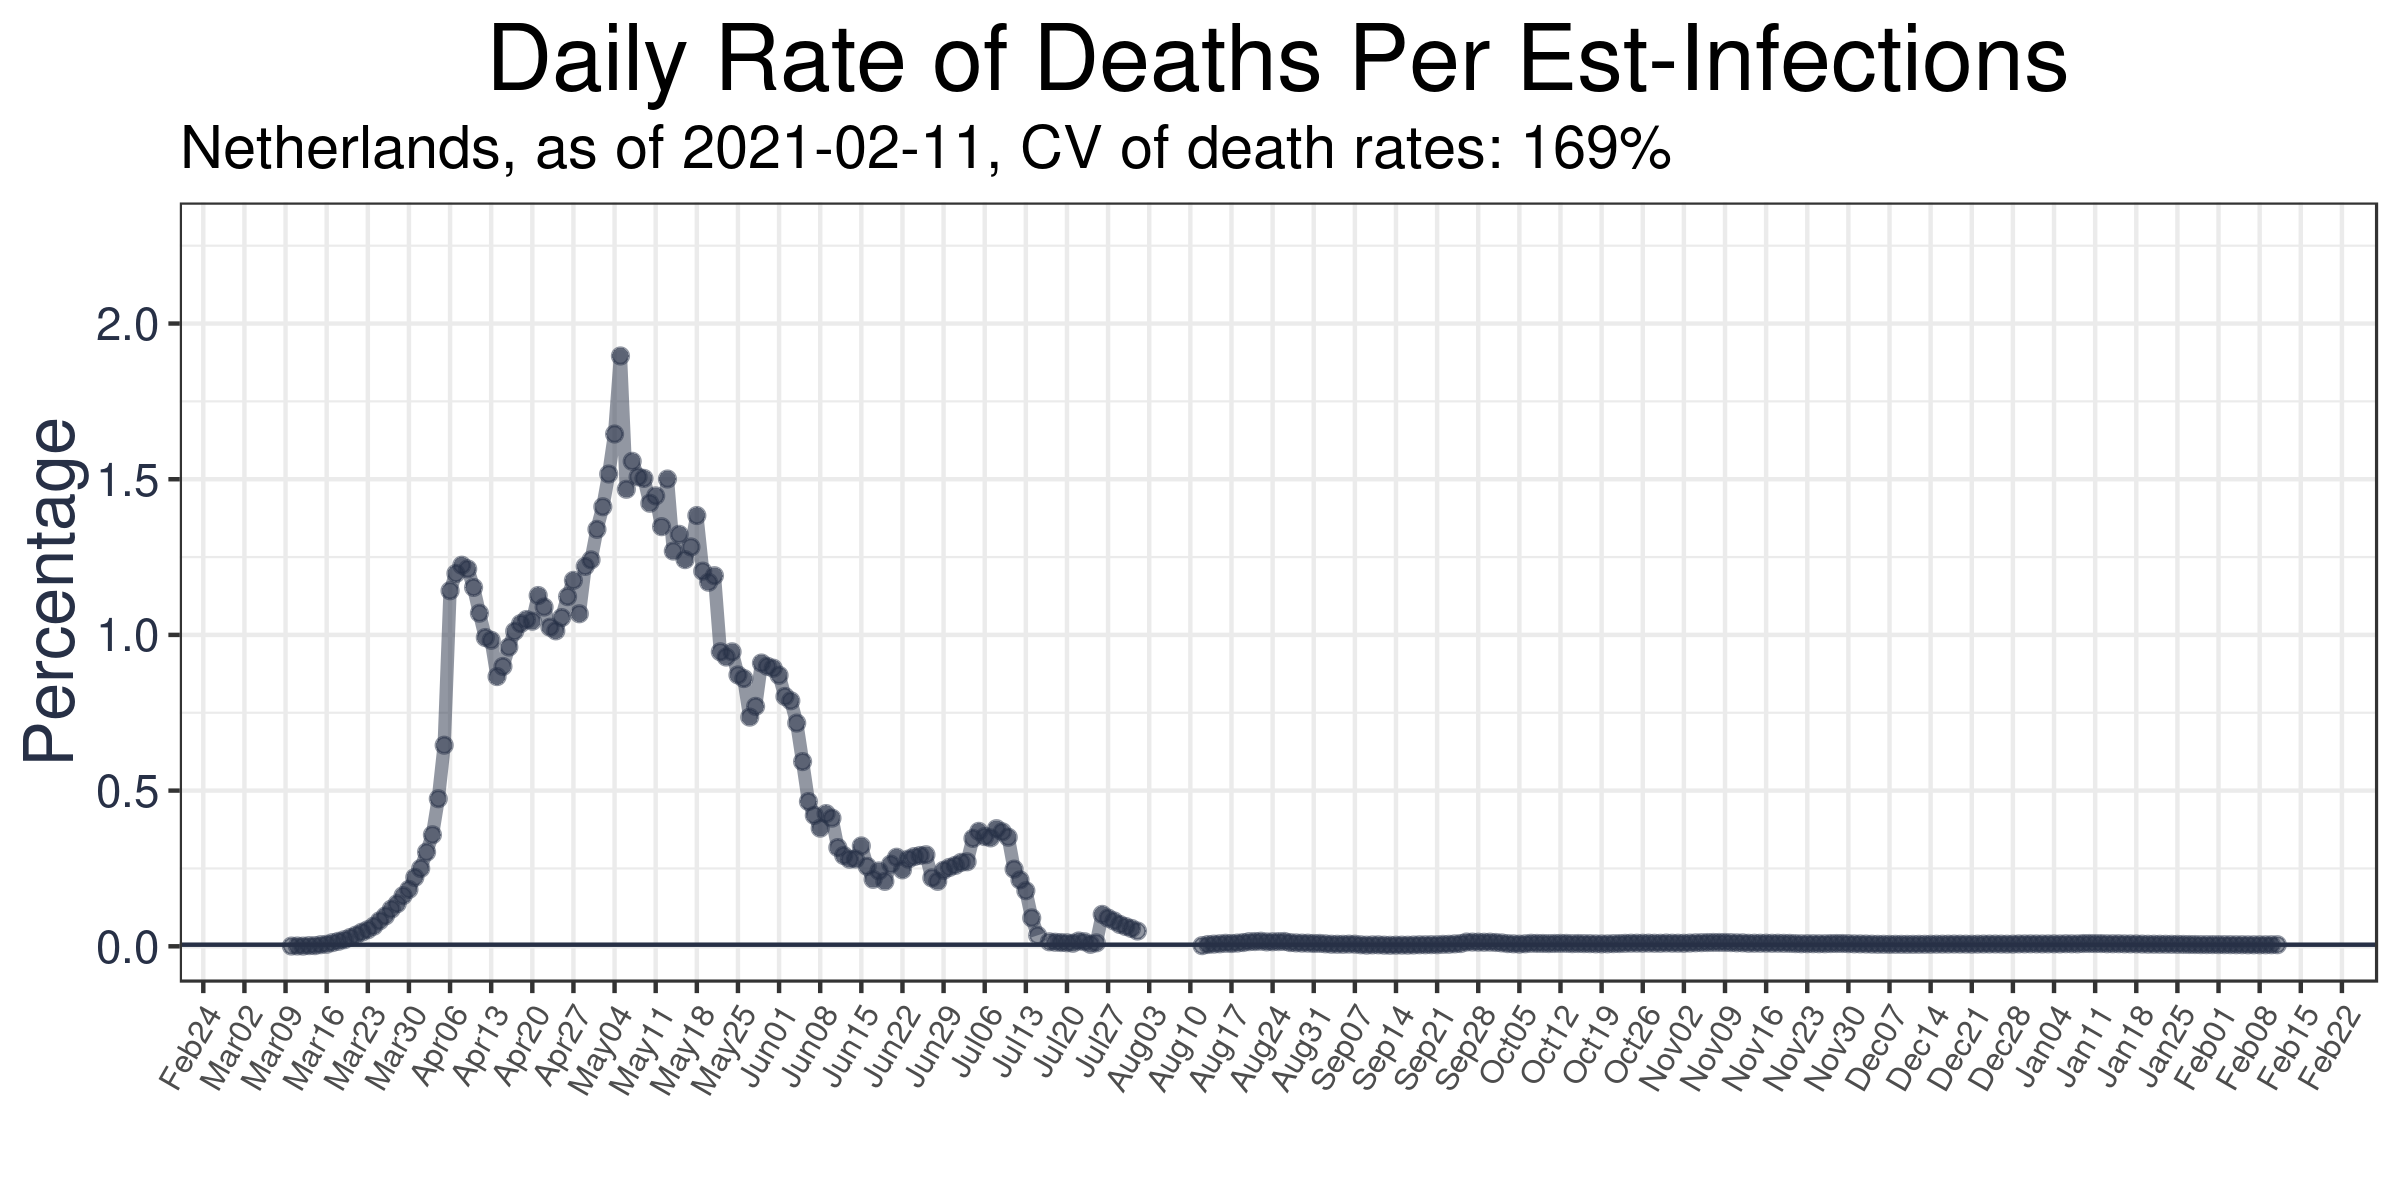 Daily Rate of Deaths Per Est-Infections
Netherlands, as of 2021-02-11, CV of death rates: 169%
Percentage
2.0
1.5
1.0
0.5
0.0
Feb24 Mar02 Mar09 Mar16 Mar23 Mar30 Apr06 Apr13 Apr20 Apr27 May04 May11 May18 May25 Jun01 Jun08 Jun15 Jun22 Jun29 Jul06 Jul13 Jul20 Jul27 Aug03 Aug10 Aug17 Aug24 Aug31 Sep07 Sep14 Sep21 Sep28 Oct05 Oct12 Oct19 Oct26 Nov02 Nov09 Nov16 Nov23 Nov30 Dec07 Dec14 Dec21 Dec28 Jan04 Jan11 Jan18 Jan25 Feb01 Feb08 Feb15 Feb22